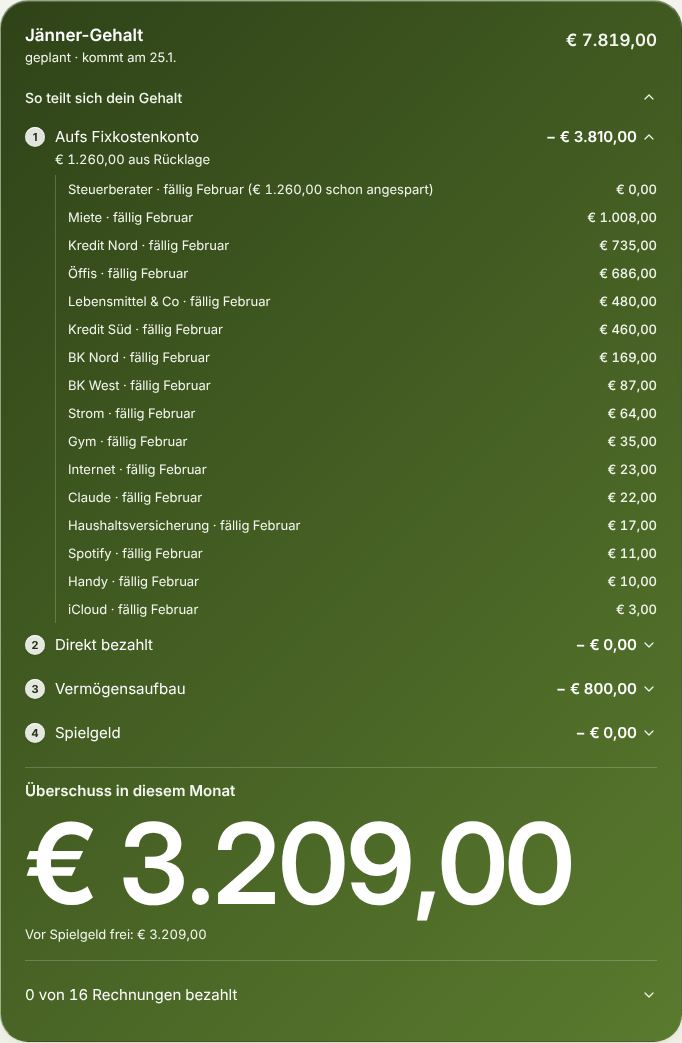 Jänner-Gehalt
€ 7.819,00
geplant · kommt am 25.1.
So teilt sich dein Gehalt
1 Aufs Fixkostenkonto – € 3.810,00
€ 1.260,00 aus Rücklage
Steuerberater · fällig Februar (€ 1.260,00 schon angespart) € 0,00
Miete · fällig Februar € 1.008,00
Kredit Nord · fällig Februar € 735,00
Öffis · fällig Februar € 686,00
Lebensmittel & Co · fällig Februar € 480,00
Kredit Süd · fällig Februar € 460,00
BK Nord · fällig Februar € 169,00
BK West · fällig Februar € 87,00
Strom · fällig Februar € 64,00
Gym · fällig Februar € 35,00
Internet · fällig Februar € 23,00
Claude · fällig Februar € 22,00
Haushaltsversicherung · fällig Februar € 17,00
Spotify · fällig Februar € 11,00
Handy · fällig Februar € 10,00
iCloud · fällig Februar € 3,00
2 Direkt bezahlt – € 0,00
3 Vermögensaufbau – € 800,00
4 Spielgeld – € 0,00
Überschuss in diesem Monat
€ 3.209,00
Vor Spielgeld frei: € 3.209,00
0 von 16 Rechnungen bezahlt